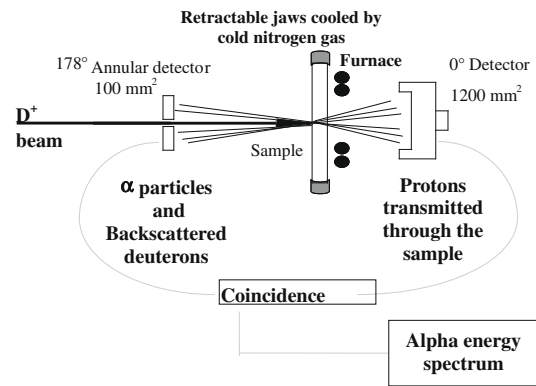 Retractable jaws cooled by
cold nitrogen gas
178° Annular detector
100 mm²
Furnace
0° Detector
1200 mm²
D⁺
beam
Sample
α particles
and
Backscattered
deuterons
Protons
transmitted
through the
sample
Coincidence
Alpha energy
spectrum